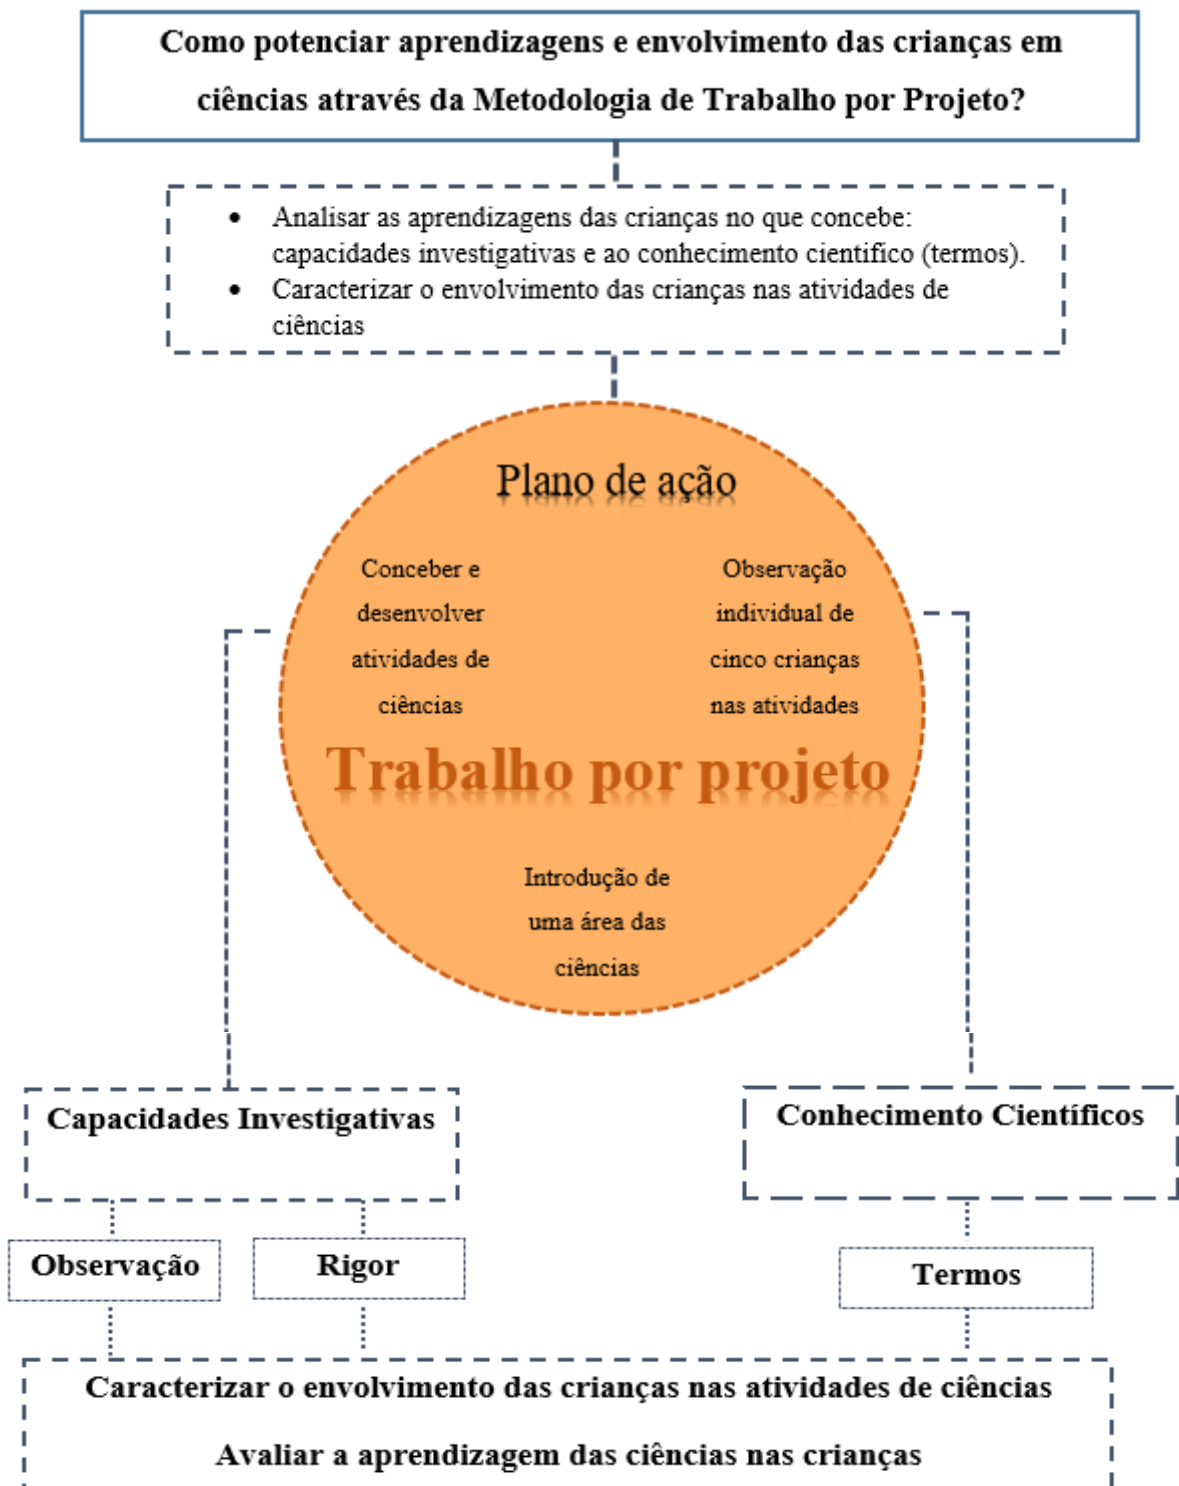 Como potenciar aprendizagens e envolvimento das crianças em
ciências através da Metodologia de Trabalho por Projeto?
• Analisar as aprendizagens das crianças no que concebe:
capacidades investigativas e ao conhecimento cientifico (termos).
• Caracterizar o envolvimento das crianças nas atividades de
ciências
Plano de ação
Conceber e
desenvolver
atividades de
ciências
Observação
individual de
cinco crianças
nas atividades
Trabalho por projeto
Introdução de
uma área das
ciências
Capacidades Investigativas
Conhecimento Científicos
Observação
Rigor
Termos
Caracterizar o envolvimento das crianças nas atividades de ciências
Avaliar a aprendizagem das ciências nas crianças